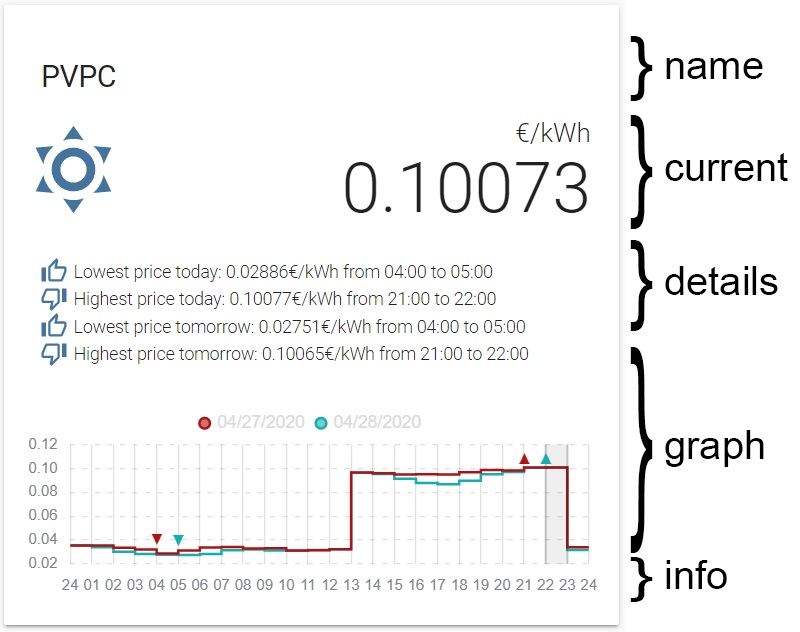 PVPC
name
€/kWh
0.10073
current
Lowest price today: 0.02886€/kWh from 04:00 to 05:00
Highest price today: 0.10077€/kWh from 21:00 to 22:00
Lowest price tomorrow: 0.02751€/kWh from 04:00 to 05:00
Highest price tomorrow: 0.10065€/kWh from 21:00 to 22:00
details
04/27/2020 04/28/2020
0.12
0.10
0.08
0.06
0.04
0.02
graph
24 01 02 03 04 05 06 07 08 09 10 11 12 13 14 15 16 17 18 19 20 21 22 23 24
info